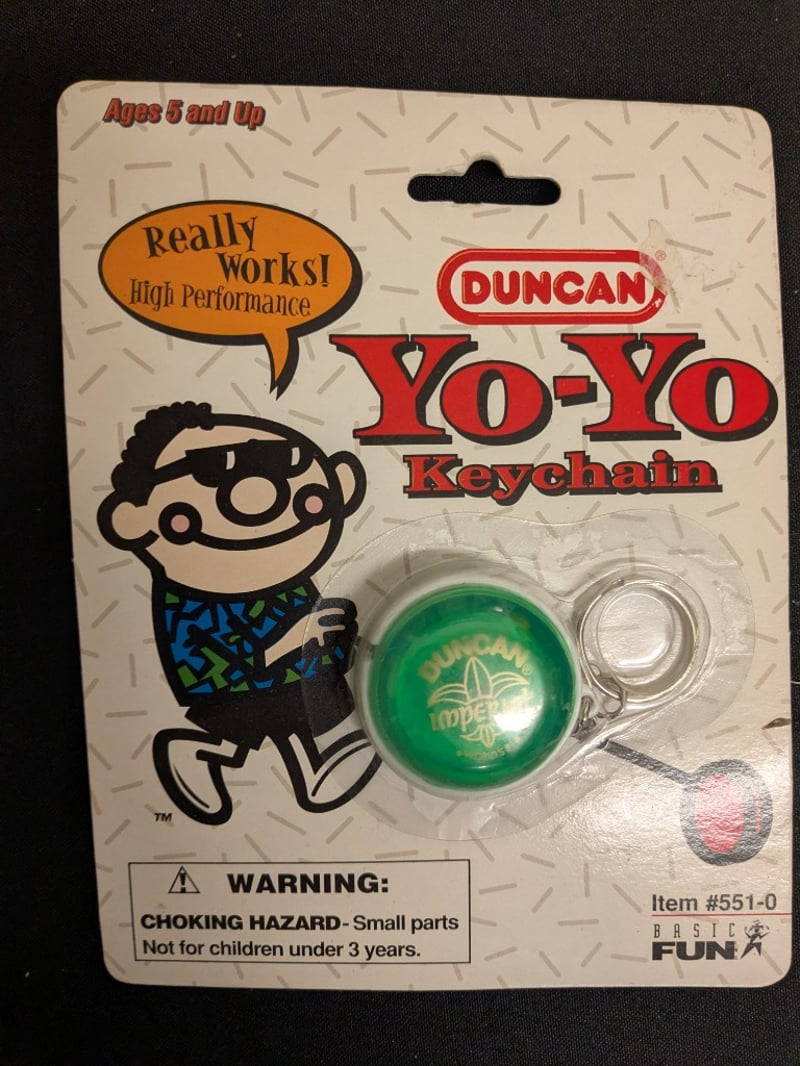 Ages 5 and Up
Really
Works!
High Performance
DUNCAN®
Yo-Yo
Keychain
DUNCAN®
Imperial
TM
⚠ WARNING:
CHOKING HAZARD - Small parts
Not for children under 3 years.
Item #551-0
BASIC
FUN